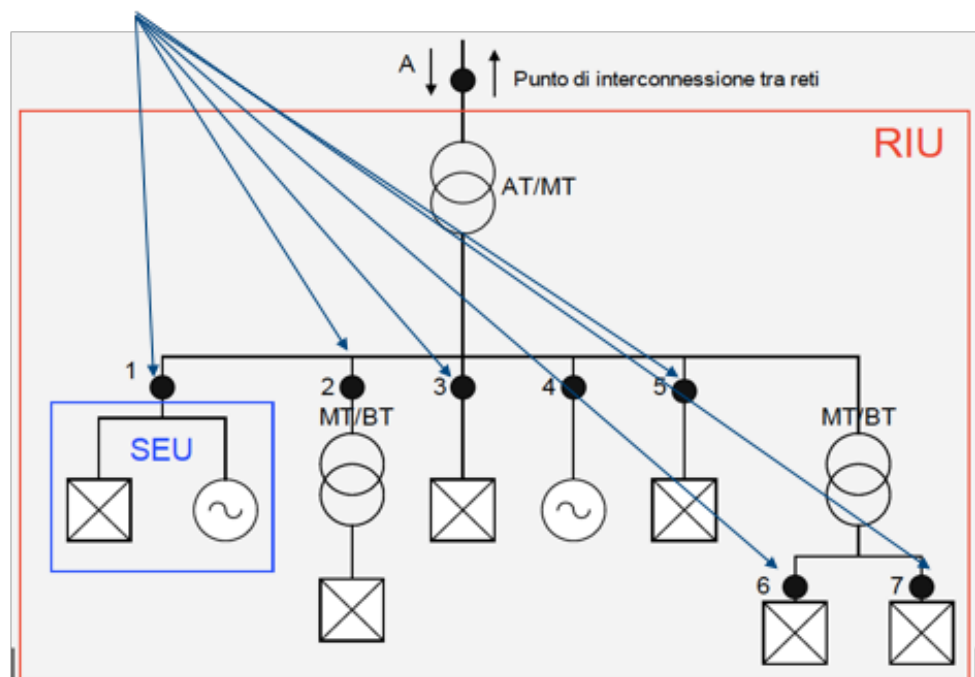 A
Punto di interconnessione tra reti
RIU
AT/MT
1
2
3
4
5
MT/BT
MT/BT
SEU
6
7